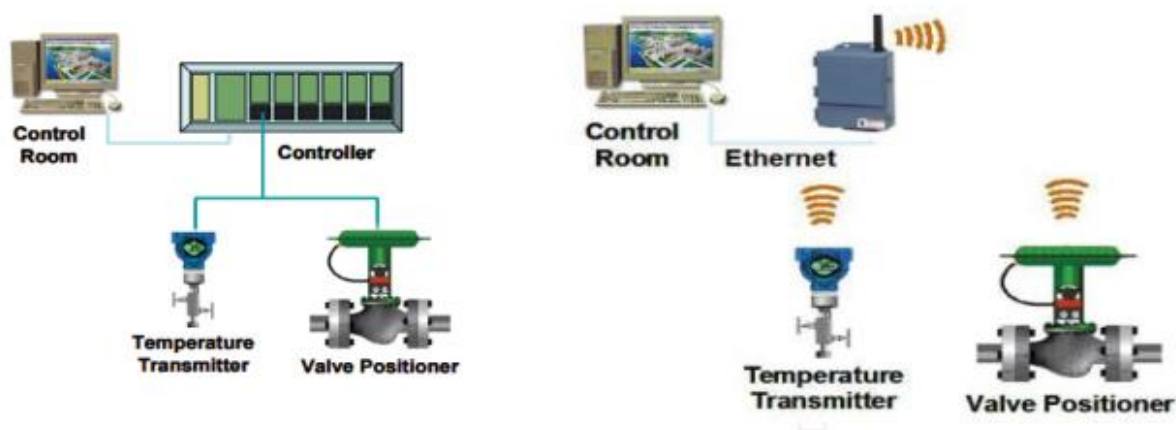 Control
Room
Controller
Temperature
Transmitter
Valve Positioner
Control
Room
Ethernet
Temperature
Transmitter
Valve Positioner